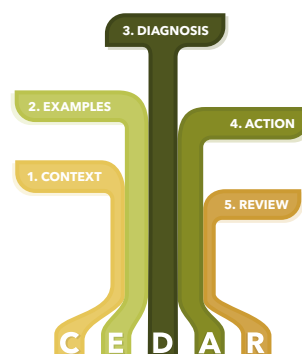 3. DIAGNOSIS
2. EXAMPLES
4. ACTION
1. CONTEXT
5. REVIEW
C E D A R